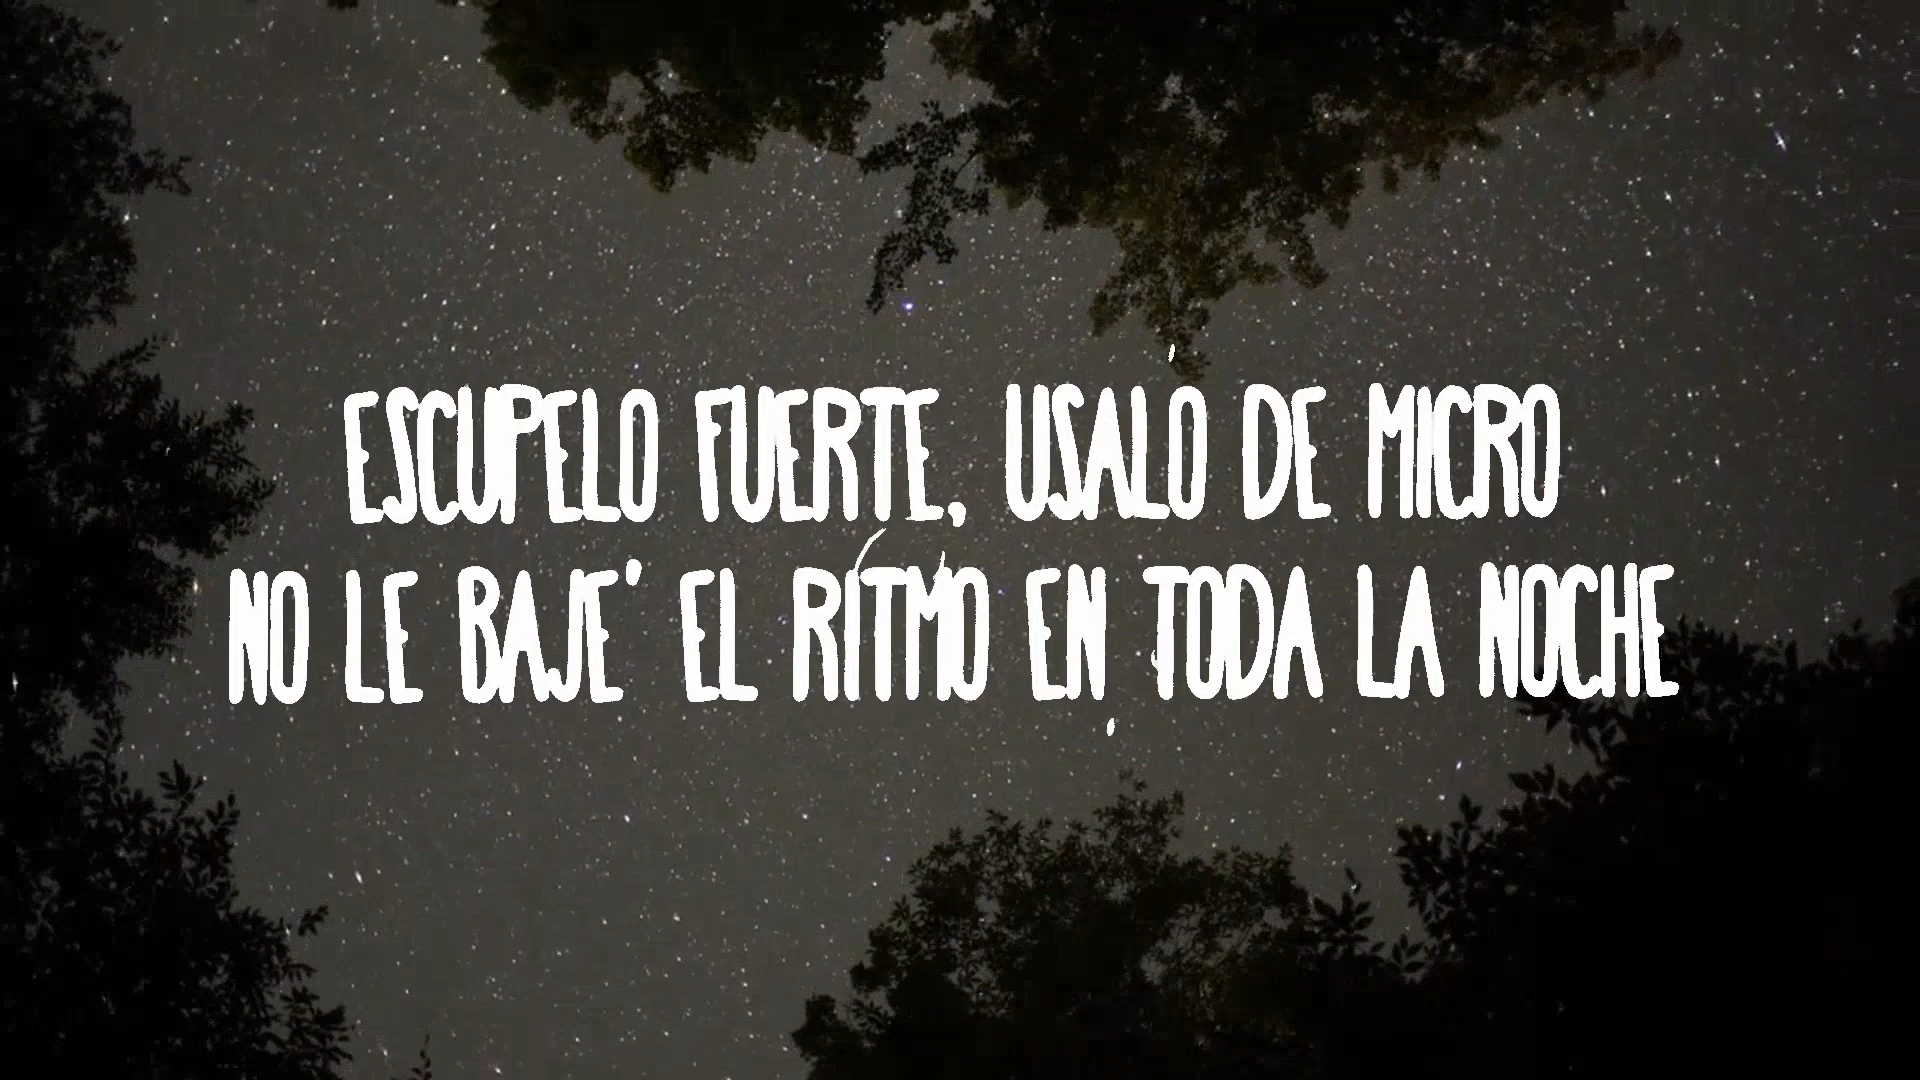 ESCUPELO FUERTE, USALO DE MICRO
NO LE BAJE' EL RITMO EN TODA LA NOCHE